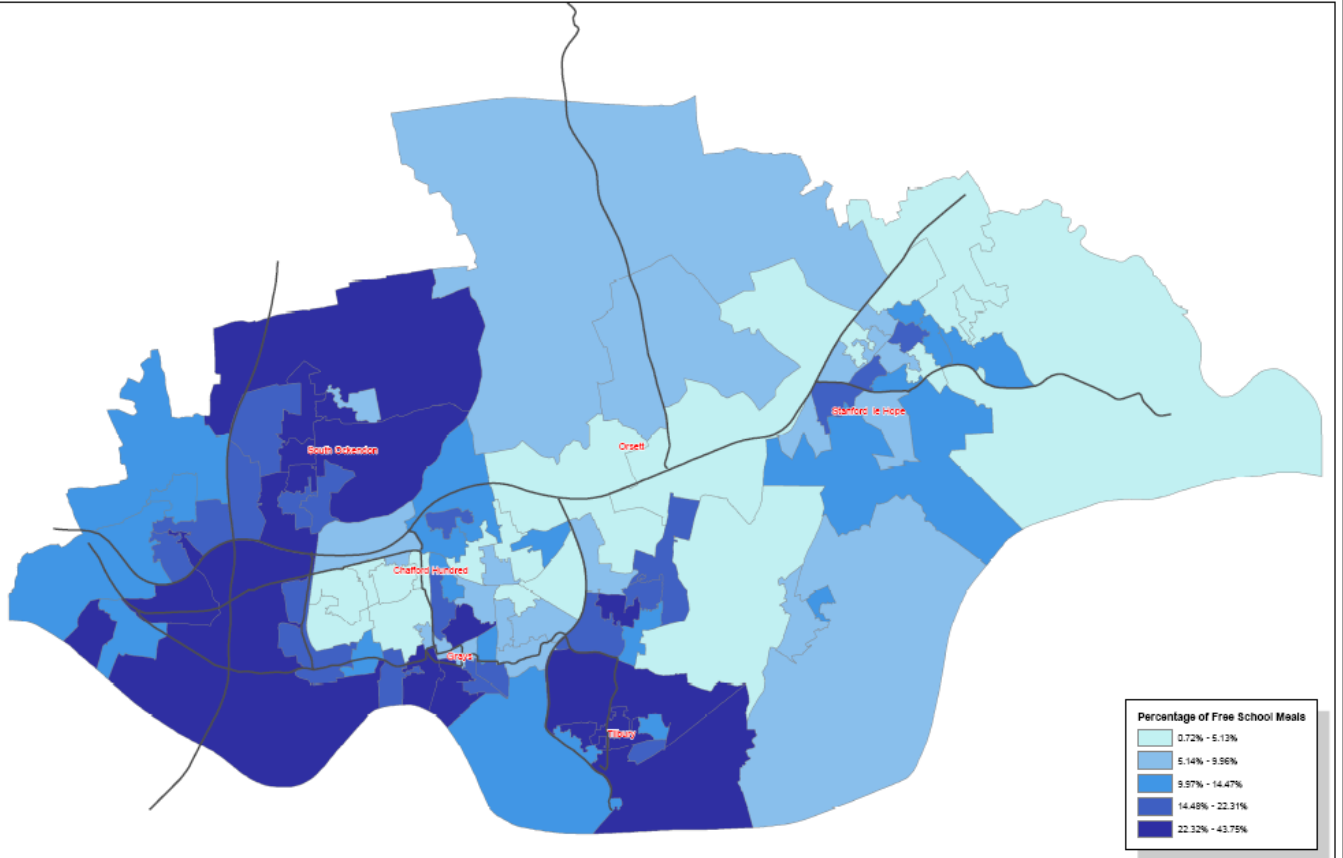 South Ockendon
Orsett
Stanford le Hope
Chafford Hundred
Grays
Tilbury
Percentage of Free School Meals
0.72% - 5.13%
5.14% - 9.96%
9.97% - 14.47%
14.48% - 22.31%
22.32% - 43.75%